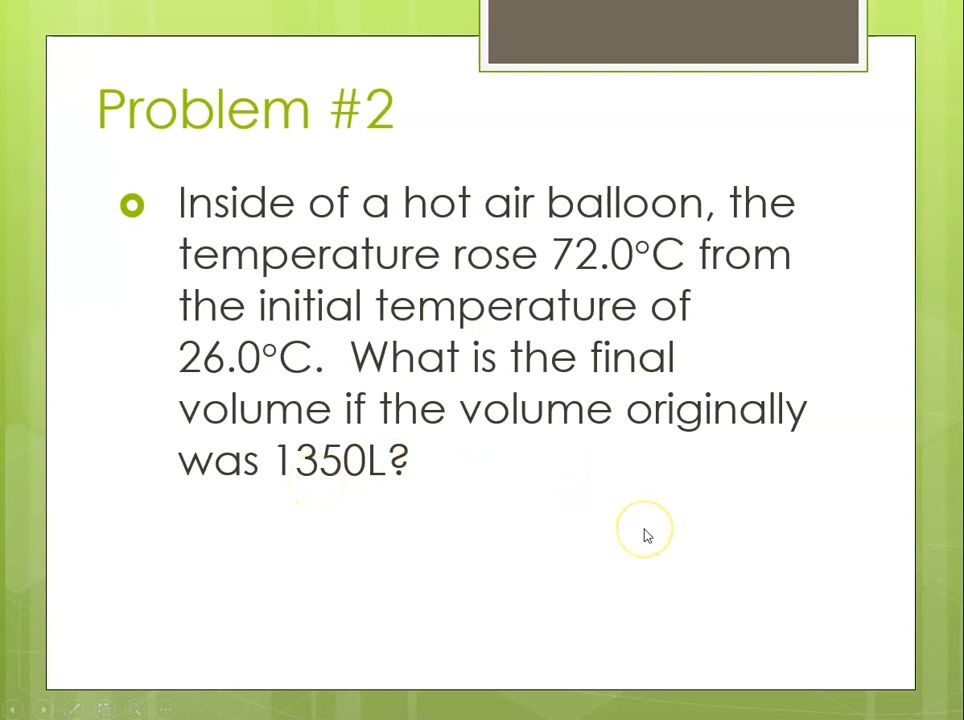 Problem #2
Inside of a hot air balloon, the
temperature rose 72.0°C from
the initial temperature of
26.0°C.  What is the final
volume if the volume originally
was 1350L?